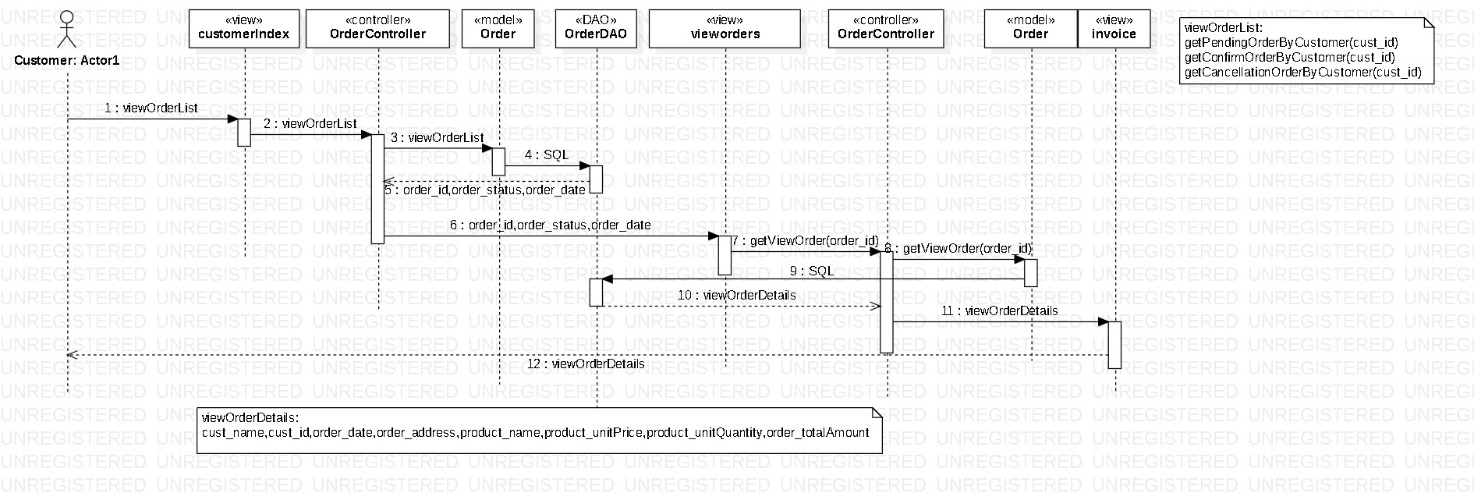 «view»
customerIndex
«controller»
OrderController
«model»
Order
«DAO»
OrderDAO
«view»
vieworders
«controller»
OrderController
«model»
Order
«view»
invoice
viewOrderList:
getPendingOrderByCustomer(cust_id)
getConfirmOrderByCustomer(cust_id)
getCancellationOrderByCustomer(cust_id)
Customer: Actor1
1 : viewOrderList
2 : viewOrderList
3 : viewOrderList
4 : SQL
5 : order_id,order_status,order_date
6 : order_id,order_status,order_date
7 : getViewOrder(order_id)
8 : getViewOrder(order_id)
9 : SQL
10 : viewOrderDetails
11 : viewOrderDetails
12 : viewOrderDetails
viewOrderDetails:
cust_name,cust_id,order_date,order_address,product_name,product_unitPrice,product_unitQuantity,order_totalAmount
UNREGISTERED